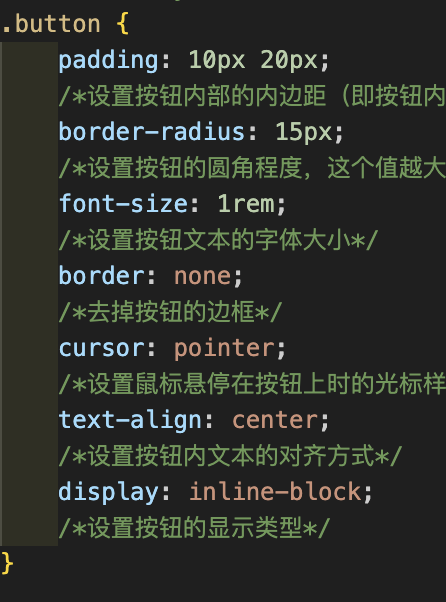 .button {
padding: 10px 20px;
/*设置按钮内部的内边距（即按钮内
border-radius: 15px;
/*设置按钮的圆角程度，这个值越大
font-size: 1rem;
/*设置按钮文本的字体大小*/
border: none;
/*去掉按钮的边框*/
cursor: pointer;
/*设置鼠标悬停在按钮上时的光标样
text-align: center;
/*设置按钮内文本的对齐方式*/
display: inline-block;
/*设置按钮的显示类型*/
}